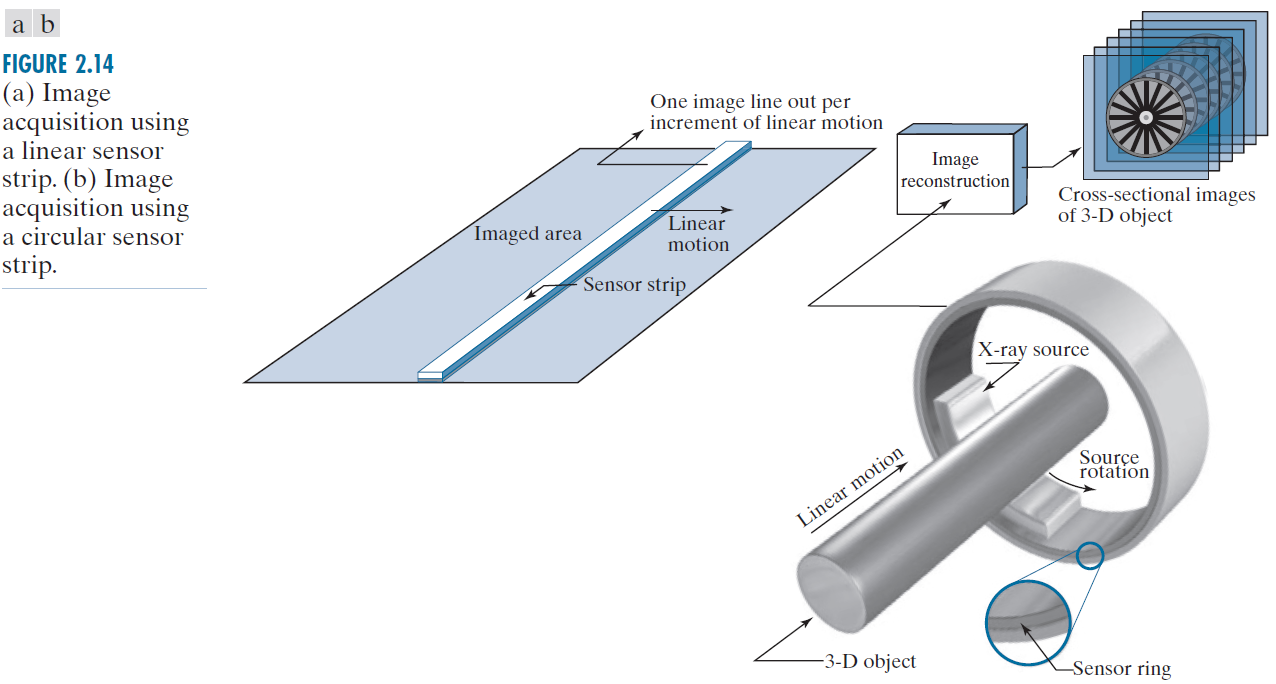 a b
FIGURE 2.14
(a) Image
acquisition using
a linear sensor
strip. (b) Image
acquisition using
a circular sensor
strip.
One image line out per
increment of linear motion
Imaged area
Linear
motion
Sensor strip
Image
reconstruction
Cross-sectional images
of 3-D object
X-ray source
Source
rotation
Linear motion
3-D object
Sensor ring